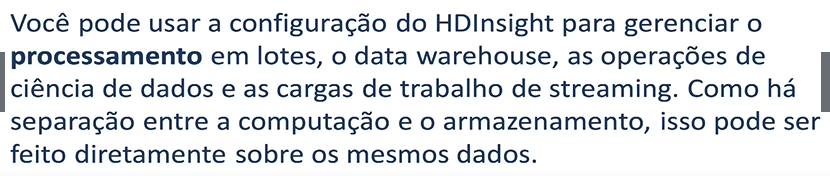 Você pode usar a configuração do HDInsight para gerenciar o
processamento em lotes, o data warehouse, as operações de
ciência de dados e as cargas de trabalho de streaming. Como há
separação entre a computação e o armazenamento, isso pode ser
feito diretamente sobre os mesmos dados.